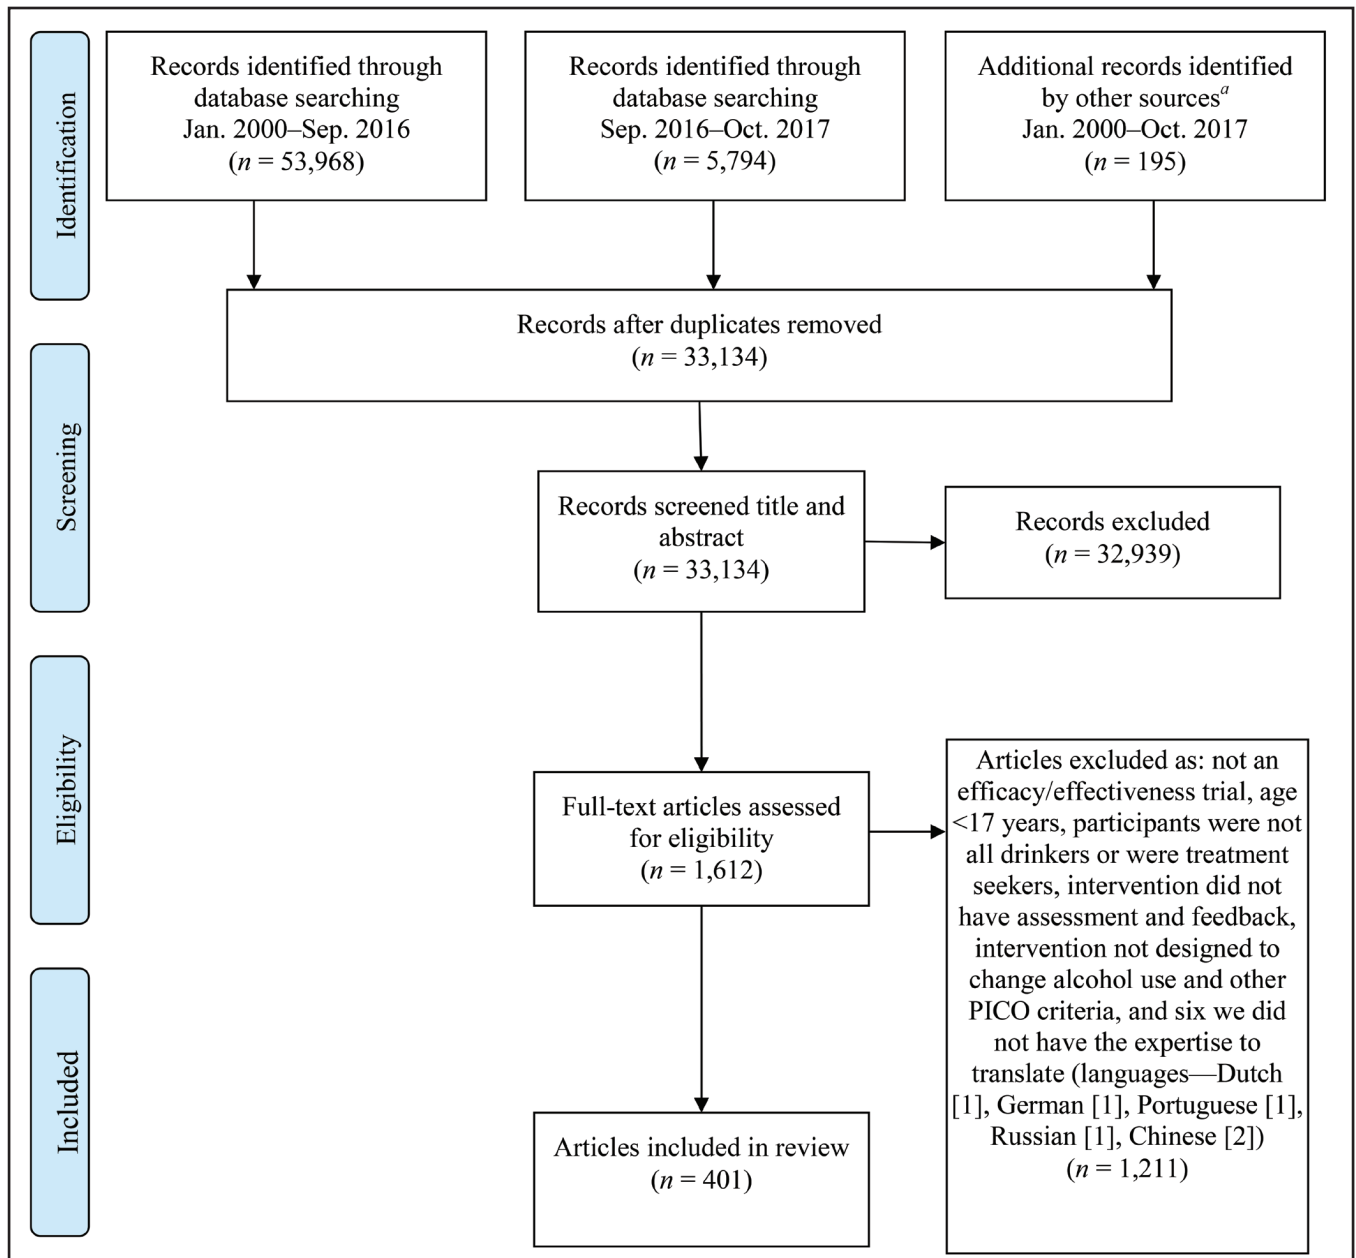 Identification
Records identified through
database searching
Jan. 2000–Sep. 2016
(n = 53,968)
Records identified through
database searching
Sep. 2016–Oct. 2017
(n = 5,794)
Additional records identified
by other sourcesa
Jan. 2000–Oct. 2017
(n = 195)
Records after duplicates removed
(n = 33,134)
Screening
Records screened title and
abstract
(n = 33,134)
Records excluded
(n = 32,939)
Eligibility
Full-text articles assessed
for eligibility
(n = 1,612)
Articles excluded as: not an
efficacy/effectiveness trial, age
<17 years, participants were not
all drinkers or were treatment
seekers, intervention did not
have assessment and feedback,
intervention not designed to
change alcohol use and other
PICO criteria, and six we did
not have the expertise to
translate (languages—Dutch
[1], German [1], Portuguese [1],
Russian [1], Chinese [2])
(n = 1,211)
Included
Articles included in review
(n = 401)